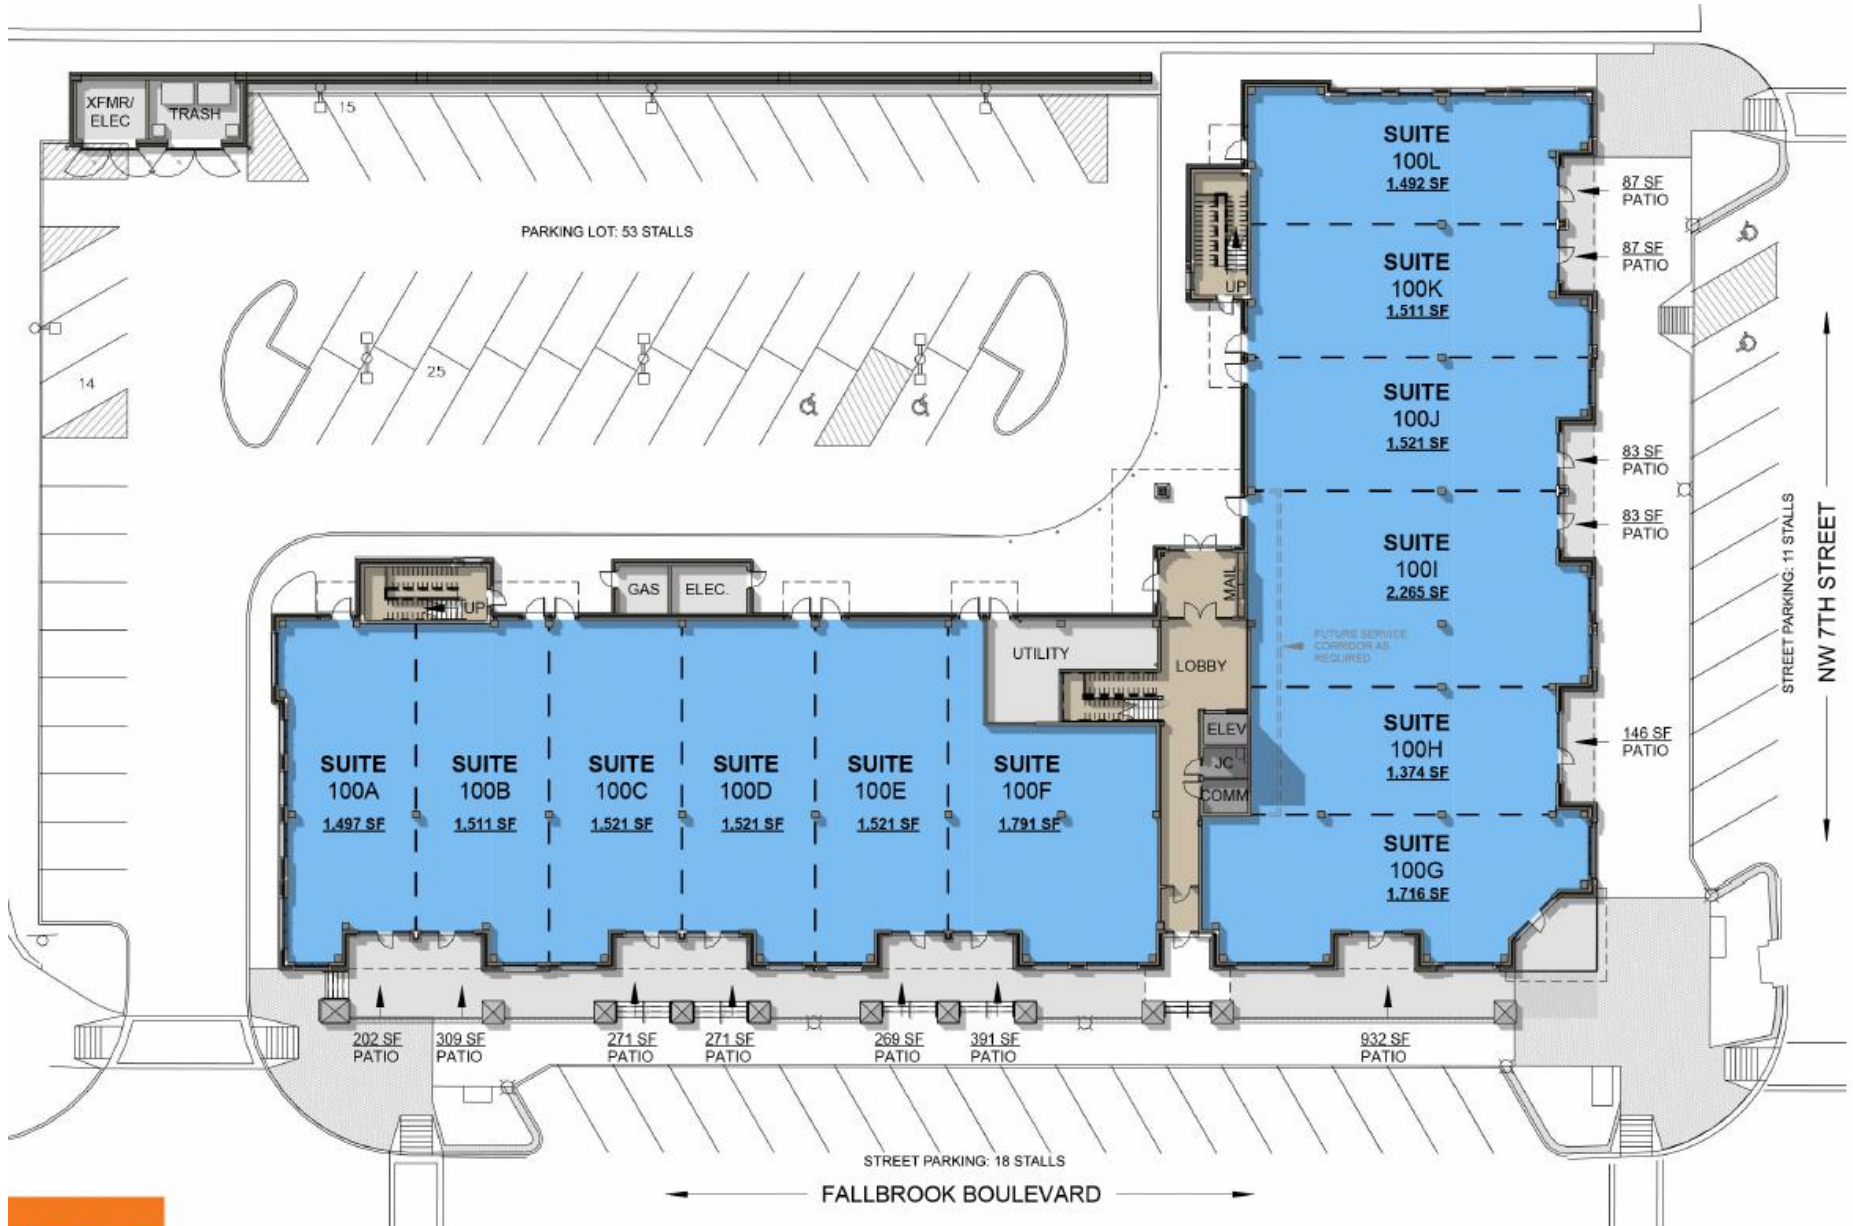 XFMR/
ELEC
TRASH
15
PARKING LOT: 53 STALLS
14
25
SUITE
100L
1,492 SF
87 SF
PATIO
87 SF
PATIO
UP
SUITE
100K
1,511 SF
SUITE
100J
1,521 SF
83 SF
PATIO
83 SF
PATIO
SUITE
100I
2,265 SF
FUTURE SERVICE
CORRIDOR AS
REQUIRED
STREET PARKING: 11 STALLS
NW 7TH STREET
GAS
ELEC.
UP
MAIL
UTILITY
LOBBY
ELEV
JC
COMM
SUITE
100H
1,374 SF
146 SF
PATIO
SUITE
100A
1,497 SF
SUITE
100B
1,511 SF
SUITE
100C
1,521 SF
SUITE
100D
1,521 SF
SUITE
100E
1,521 SF
SUITE
100F
1,791 SF
SUITE
100G
1,716 SF
202 SF
PATIO
309 SF
PATIO
271 SF
PATIO
271 SF
PATIO
269 SF
PATIO
391 SF
PATIO
932 SF
PATIO
STREET PARKING: 18 STALLS
FALLBROOK BOULEVARD